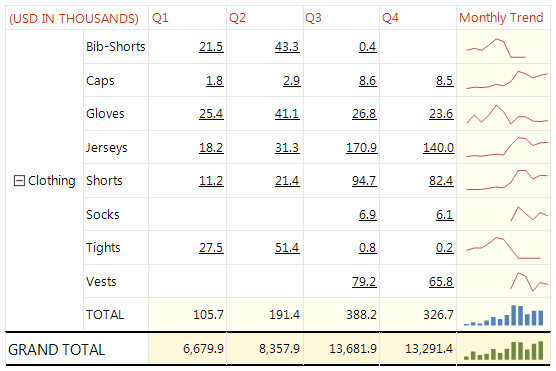 (USD IN THOUSANDS) Q1 Q2 Q3 Q4 Monthly Trend
Bib-Shorts 21.5 43.3 0.4
Caps 1.8 2.9 8.6 8.5
Gloves 25.4 41.1 26.8 23.6
Jerseys 18.2 31.3 170.9 140.0
Clothing Shorts 11.2 21.4 94.7 82.4
Socks 6.9 6.1
Tights 27.5 51.4 0.8 0.2
Vests 79.2 65.8
TOTAL 105.7 191.4 388.2 326.7
GRAND TOTAL 6,679.9 8,357.9 13,681.9 13,291.4